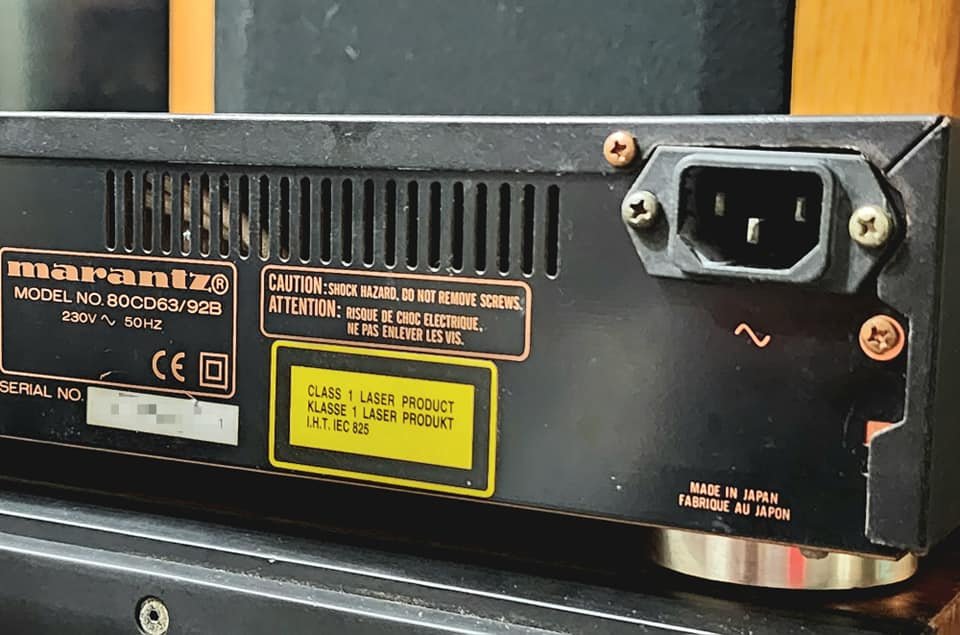 marantz®
MODEL NO. 80CD63/92B
230V ∿ 50HZ
CE
SERIAL NO.
1
CAUTION: SHOCK HAZARD. DO NOT REMOVE SCREWS.
ATTENTION: RISQUE DE CHOC ELECTRIQUE.
NE PAS ENLEVER LES VIS.
CLASS 1 LASER PRODUCT
KLASSE 1 LASER PRODUKT
I.H.T. IEC 825
∿
MADE IN JAPAN
FABRIQUE AU JAPON